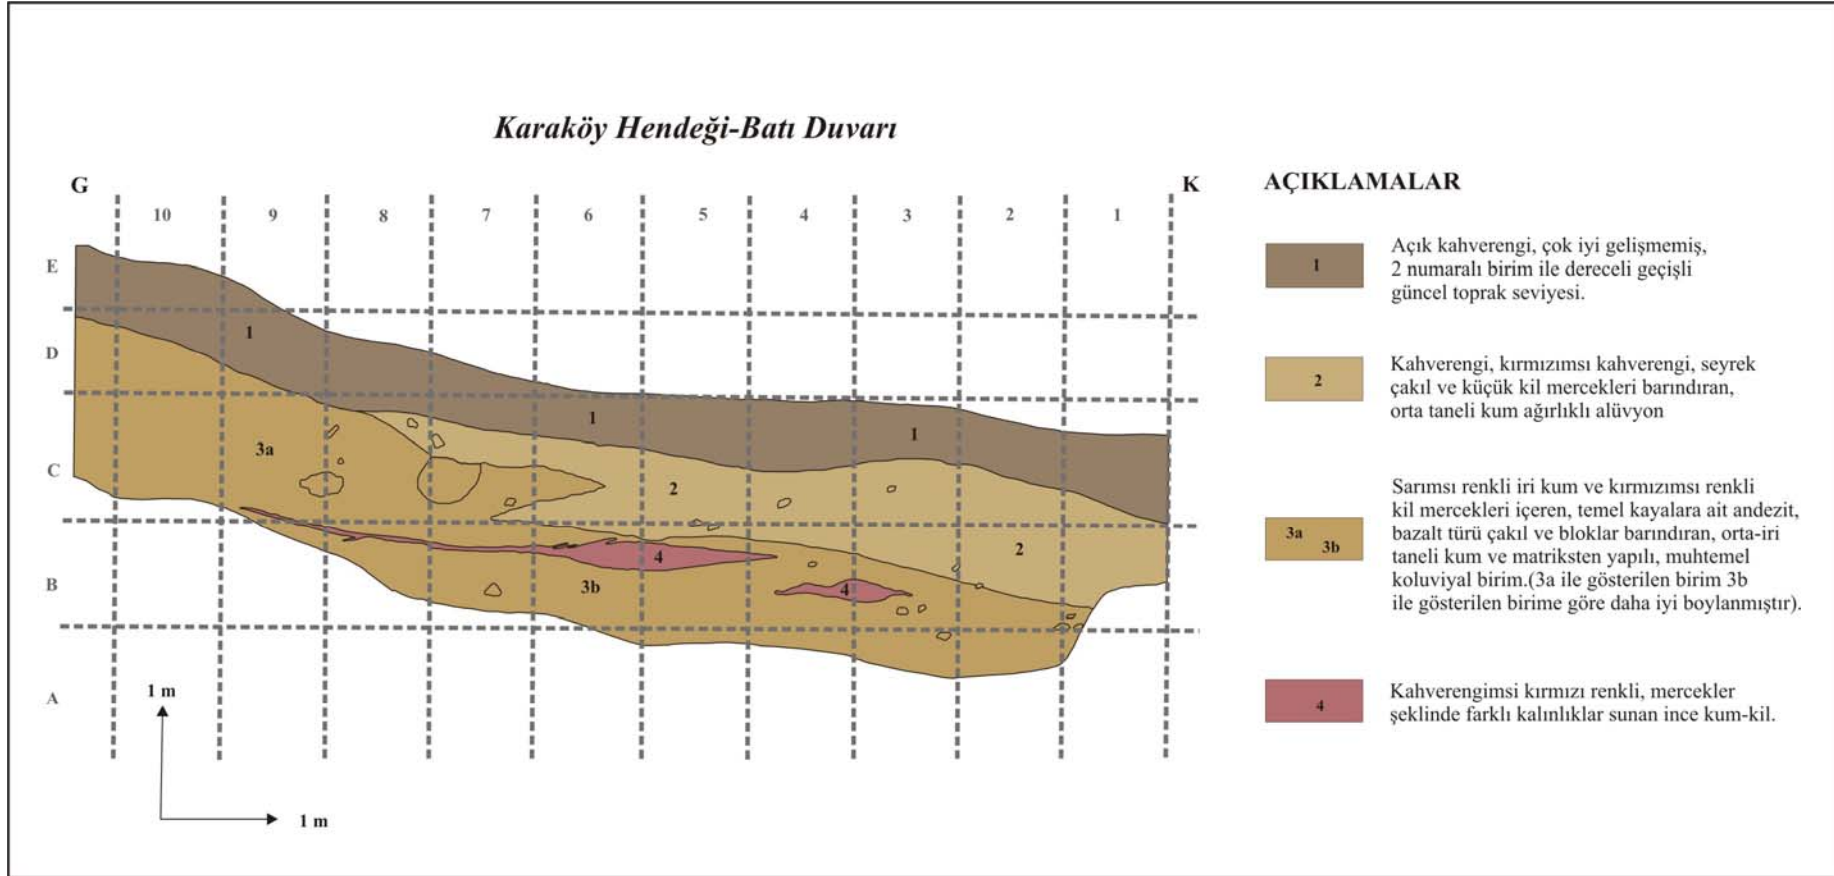 Karaköy Hendeği-Batı Duvarı
G
K
10 9 8 7 6 5 4 3 2 1
E
D
C
B
A
1
1
1
3a
2
2
4
4
3b
1 m
1 m
AÇIKLAMALAR
1
Açık kahverengi, çok iyi gelişmemiş,
2 numaralı birim ile dereceli geçişli
güncel toprak seviyesi.
2
Kahverengi, kırmızımsı kahverengi, seyrek
çakıl ve küçük kil mercekleri barındıran,
orta taneli kum ağırlıklı alüvyon
3a
3b
Sarımsı renkli iri kum ve kırmızımsı renkli
kil mercekleri içeren, temel kayalara ait andezit,
bazalt türü çakıl ve bloklar barındıran, orta-iri
taneli kum ve matriksten yapılı, muhtemel
koluviyal birim.(3a ile gösterilen birim 3b
ile gösterilen birime göre daha iyi boylanmıştır).
4
Kahverengimsi kırmızı renkli, mercekler
şeklinde farklı kalınlıklar sunan ince kum-kil.